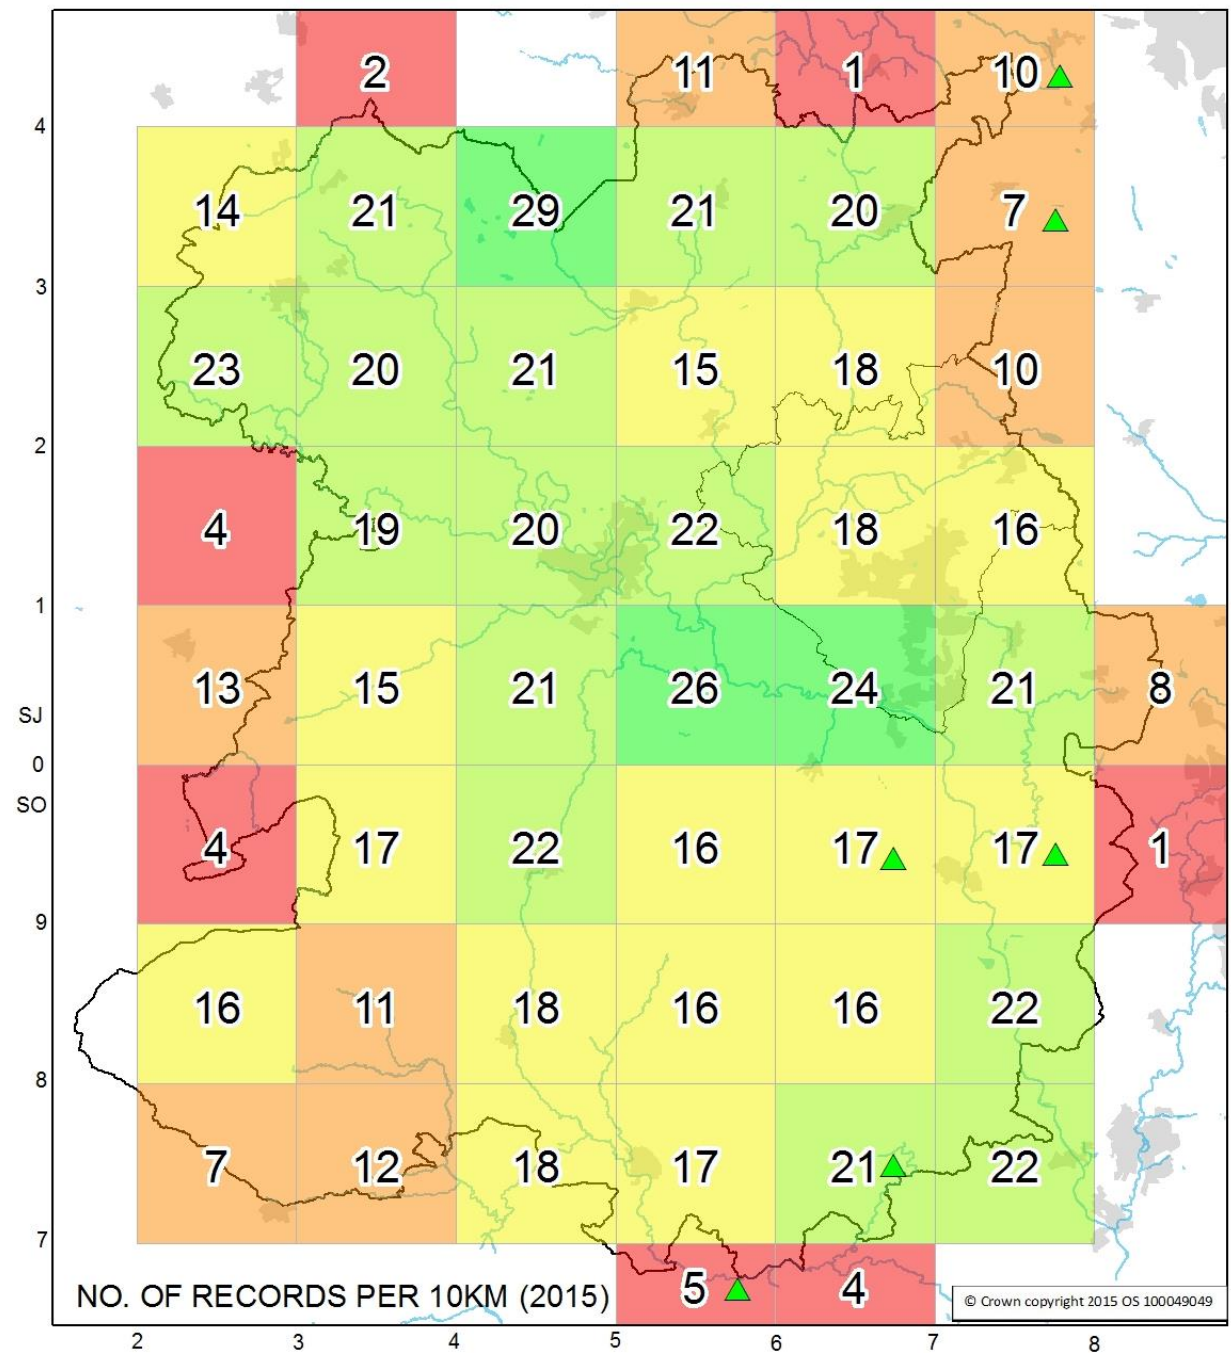 2 11 1 10
4
14 21 29 21 20 7
3
23 20 21 15 18 10
2
4 19 20 22 18 16
1
13 15 21 26 24 21 8
SJ
0
SO
4 17 22 16 17 17 1
9
16 11 18 16 16 22
8
7 12 18 17 21 22
7
5 4
NO. OF RECORDS PER 10KM (2015)
© Crown copyright 2015 OS 100049049
2 3 4 5 6 7 8